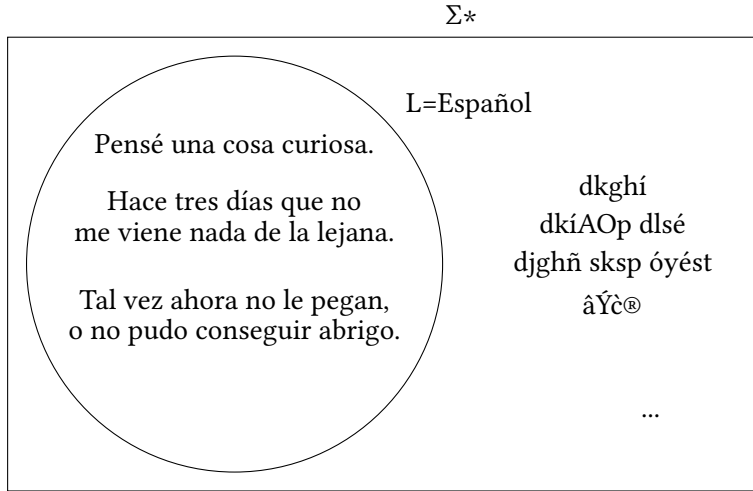 Σ*
L=Español
Pensé una cosa curiosa.
Hace tres días que no
me viene nada de la lejana.
Tal vez ahora no le pegan,
o no pudo conseguir abrigo.
dkghí
dkíAOp dlsé
djghñ sksp óyést
âÝc̀®
...